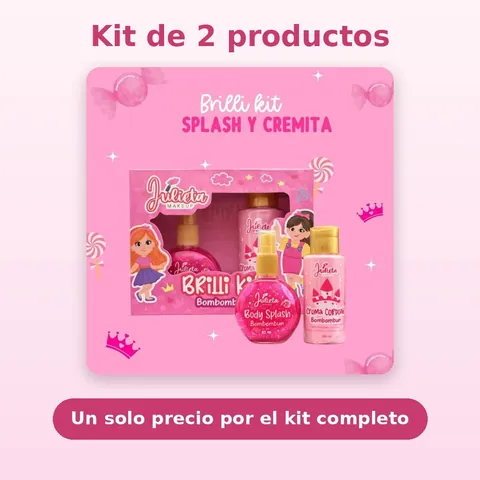 Kit de 2 productos
Brilli kit
SPLASH Y CREMITA
Julieta
MAKEUP
BRILLI
Bombombum
Julieta
Body Splash
Bombombum
Julieta
Crema Corporal
Bombombum
Un solo precio por el kit completo